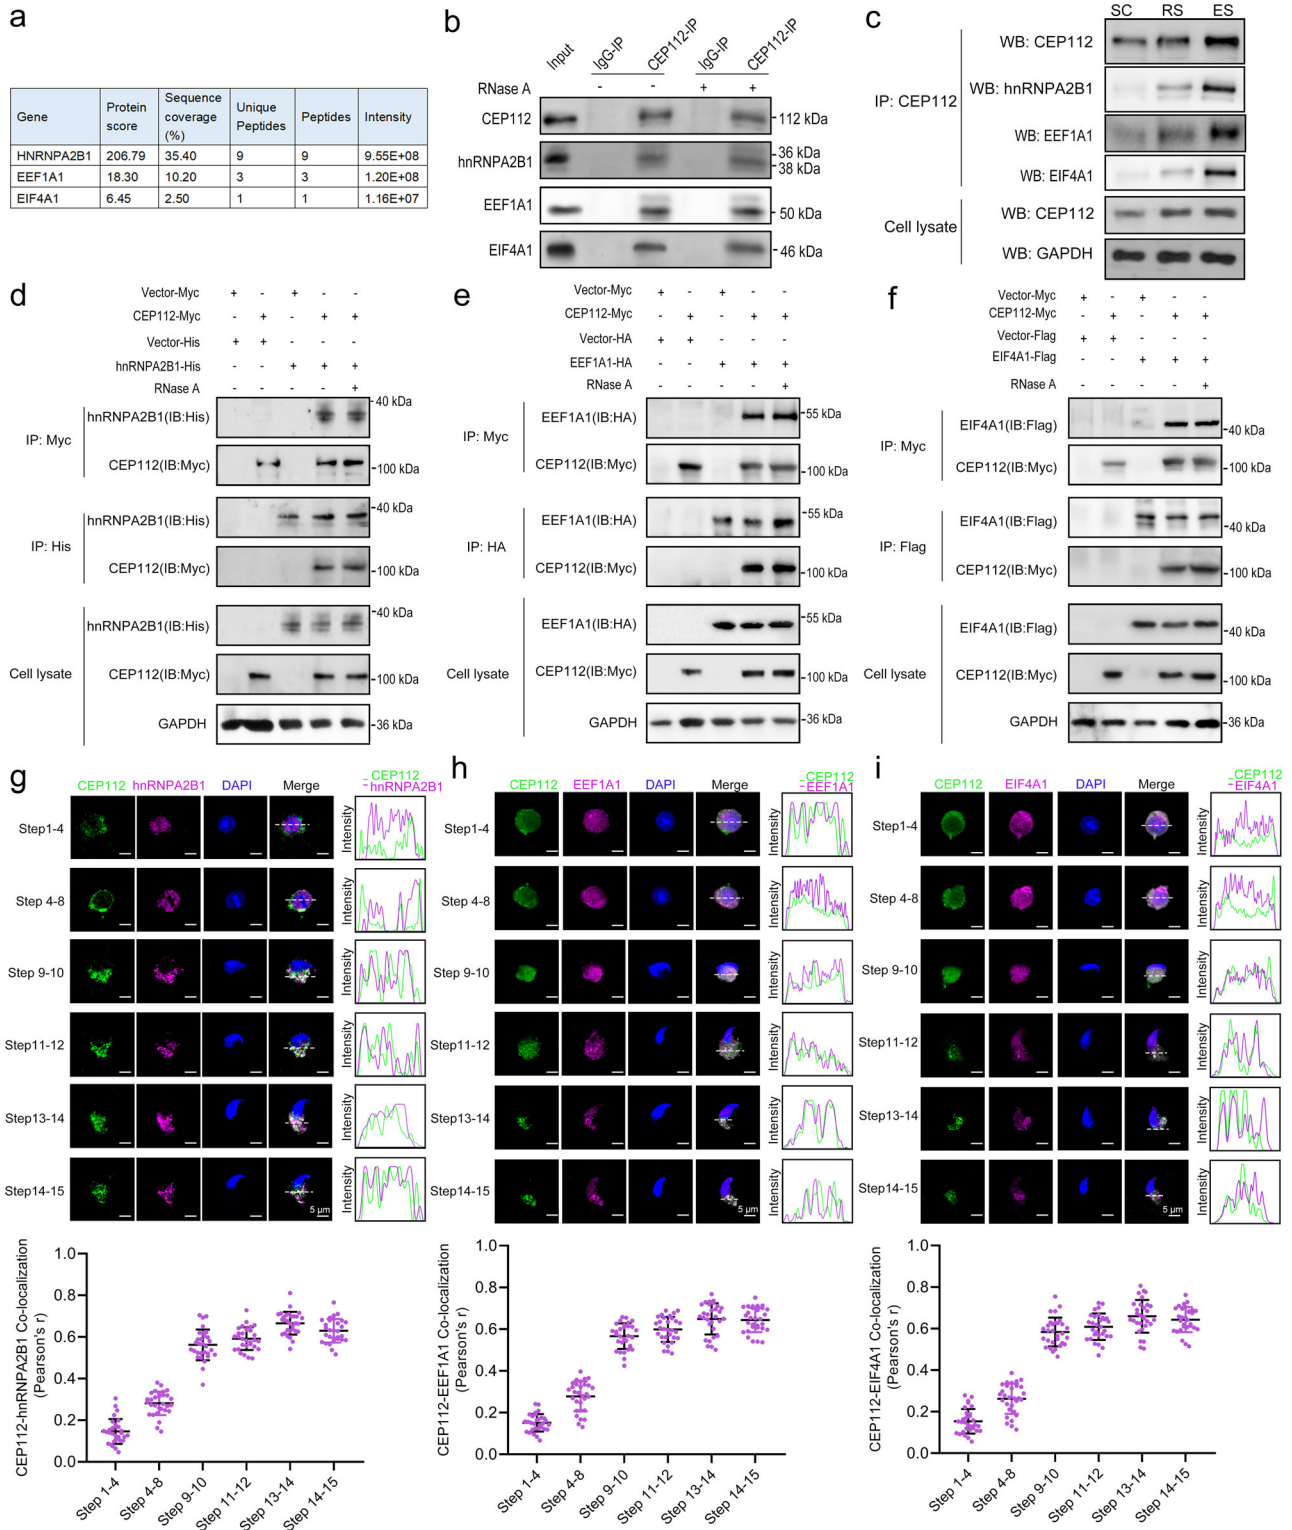 a
Gene Protein score Sequence coverage (%) Unique Peptides Peptides Intensity
HNRNPA2B1 206.79 35.40 9 9 9.55E+08
EEF1A1 18.30 10.20 3 3 1.20E+08
EIF4A1 6.45 2.50 1 1 1.16E+07
b
Input IgG-IP CEP112-IP IgG-IP CEP112-IP
RNase A - - + +
CEP112 112 kDa
hnRNPA2B1 36 kDa
38 kDa
EEF1A1 50 kDa
EIF4A1 46 kDa
c
SC RS ES
IP: CEP112
WB: CEP112
WB: hnRNPA2B1
WB: EEF1A1
WB: EIF4A1
Cell lysate
WB: CEP112
WB: GAPDH
d
Vector-Myc + - + - -
CEP112-Myc - + - + +
Vector-His + + - - -
hnRNPA2B1-His - - + + +
RNase A - - - - +
IP: Myc
hnRNPA2B1(IB:His) 40 kDa
CEP112(IB:Myc) 100 kDa
IP: His
hnRNPA2B1(IB:His) 40 kDa
CEP112(IB:Myc) 100 kDa
Cell lysate
hnRNPA2B1(IB:His) 40 kDa
CEP112(IB:Myc) 100 kDa
GAPDH 36 kDa
e
Vector-Myc + - + - -
CEP112-Myc - + - + +
Vector-HA + + - - -
EEF1A1-HA - - + + +
RNase A - - - - +
IP: Myc
EEF1A1(IB:HA) 55 kDa
CEP112(IB:Myc) 100 kDa
IP: HA
EEF1A1(IB:HA) 55 kDa
CEP112(IB:Myc) 100 kDa
Cell lysate
EEF1A1(IB:HA) 55 kDa
CEP112(IB:Myc) 100 kDa
GAPDH 36 kDa
f
Vector-Myc + - + - -
CEP112-Myc - + - + +
Vector-Flag + + - - -
EIF4A1-Flag - - + + +
RNase A - - - - +
IP: Myc
EIF4A1(IB:Flag) 40 kDa
CEP112(IB:Myc) 100 kDa
IP: Flag
EIF4A1(IB:Flag) 40 kDa
CEP112(IB:Myc) 100 kDa
Cell lysate
EIF4A1(IB:Flag) 40 kDa
CEP112(IB:Myc) 100 kDa
GAPDH 36 kDa
g
CEP112 hnRNPA2B1 DAPI Merge
CEP112
hnRNPA2B1
Step1-4 Intensity
Step 4-8 Intensity
Step 9-10 Intensity
Step11-12 Intensity
Step13-14 Intensity
Step14-15 5 µm Intensity
CEP112-hnRNPA2B1 Co-localization
(Pearson's r)
1.0
0.8
0.6
0.4
0.2
0.0
Step 1-4 Step 4-8 Step 9-10 Step 11-12 Step 13-14 Step 14-15
h
CEP112 EEF1A1 DAPI Merge
CEP112
EEF1A1
Step1-4 Intensity
Step 4-8 Intensity
Step 9-10 Intensity
Step11-12 Intensity
Step13-14 Intensity
Step14-15 5 µm Intensity
CEP112-EEF1A1 Co-localization
(Pearson's r)
1.0
0.8
0.6
0.4
0.2
0.0
Step 1-4 Step 4-8 Step 9-10 Step 11-12 Step 13-14 Step 14-15
i
CEP112 EIF4A1 DAPI Merge
CEP112
EIF4A1
Step1-4 Intensity
Step 4-8 Intensity
Step 9-10 Intensity
Step11-12 Intensity
Step13-14 Intensity
Step14-15 5 µm Intensity
CEP112-EIF4A1 Co-localization
(Pearson's r)
1.0
0.8
0.6
0.4
0.2
0.0
Step 1-4 Step 4-8 Step 9-10 Step 11-12 Step 13-14 Step 14-15